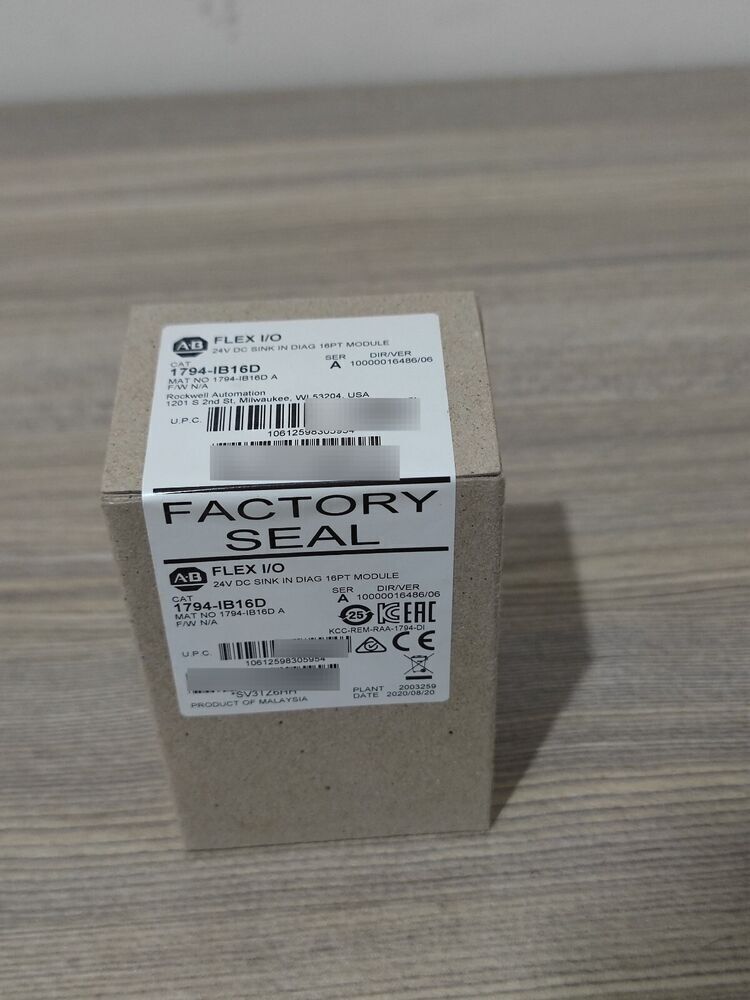 A-B FLEX I/O
24V DC SINK IN DIAG 16PT MODULE
CAT
1794-IB16D
SER A
DIR/VER 10000016486/06
MAT NO 1794-IB16D A
F/W N/A
Rockwell Automation
1201 S 2nd St, Milwaukee, WI 53204, USA
U.P.C.
10612598305954
FACTORY
SEAL
A-B FLEX I/O
24V DC SINK IN DIAG 16PT MODULE
CAT
1794-IB16D
SER A
DIR/VER 10000016486/06
MAT NO 1794-IB16D A
F/W N/A
25 EAC
KCC-REM-RAA-1794-DI
U.P.C.
10612598305954
CE
PRODUCT OF MALAYSIA
PLANT 2003259
DATE 2020/08/20